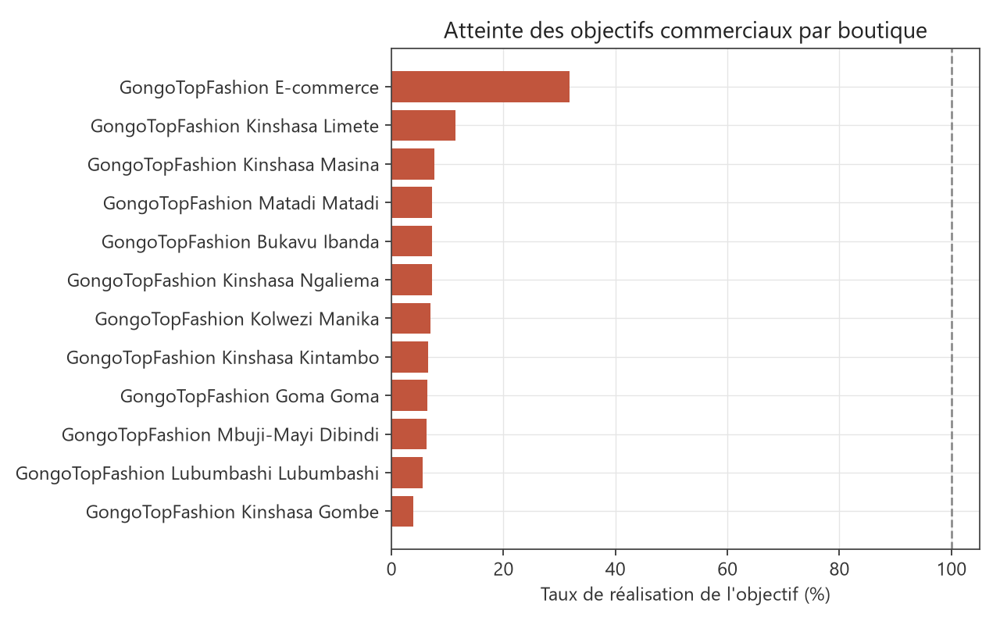 Atteinte des objectifs commerciaux par boutique
GongoTopFashion E-commerce
GongoTopFashion Kinshasa Limete
GongoTopFashion Kinshasa Masina
GongoTopFashion Matadi Matadi
GongoTopFashion Bukavu Ibanda
GongoTopFashion Kinshasa Ngaliema
GongoTopFashion Kolwezi Manika
GongoTopFashion Kinshasa Kintambo
GongoTopFashion Goma Goma
GongoTopFashion Mbuji-Mayi Dibindi
GongoTopFashion Lubumbashi Lubumbashi
GongoTopFashion Kinshasa Gombe
0 20 40 60 80 100
Taux de réalisation de l'objectif (%)